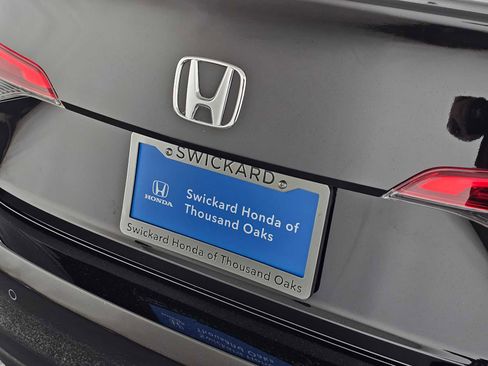 SWICKARD
HONDA
Swickard Honda of
Thousand Oaks
Swickard Honda of Thousand Oaks